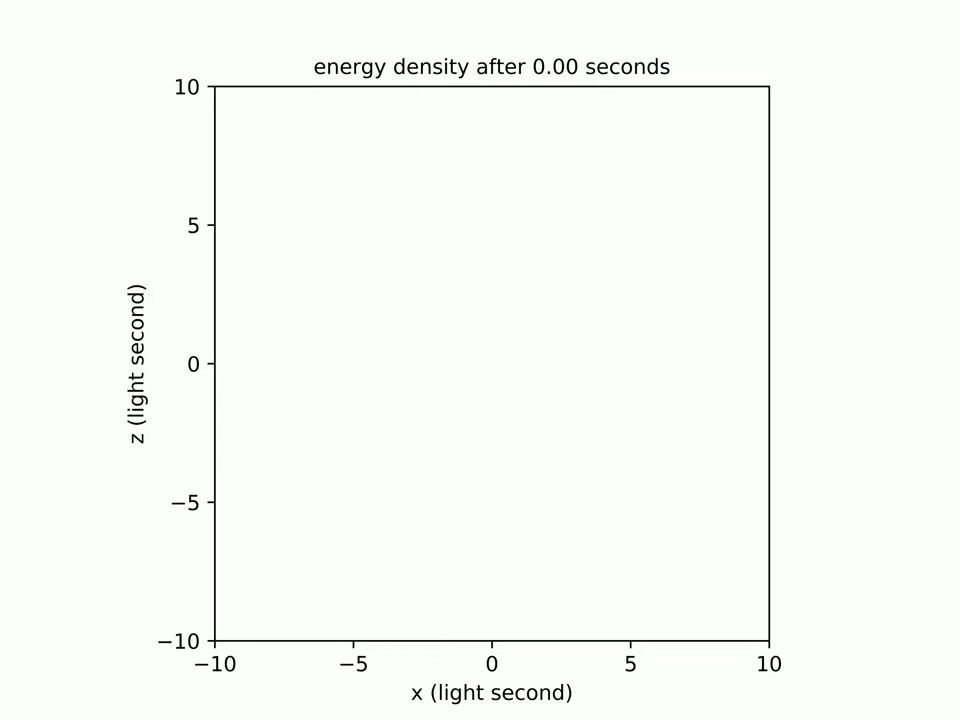 energy density after 0.00 seconds
10
5
0
−5
−10
z (light second)
−10 −5 0 5 10
x (light second)